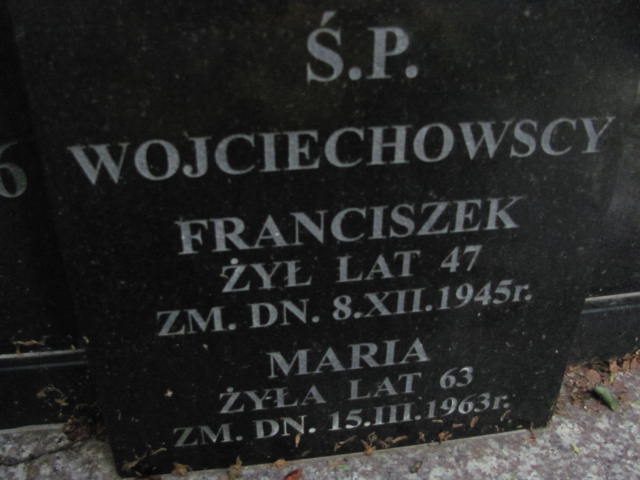 Ś.P.
WOJCIECHOWSCY
FRANCISZEK
ŻYŁ LAT 47
ZM. DN. 8.XII.1945r.
MARIA
ŻYŁA LAT 63
ZM. DN. 15.III.1963r.
6